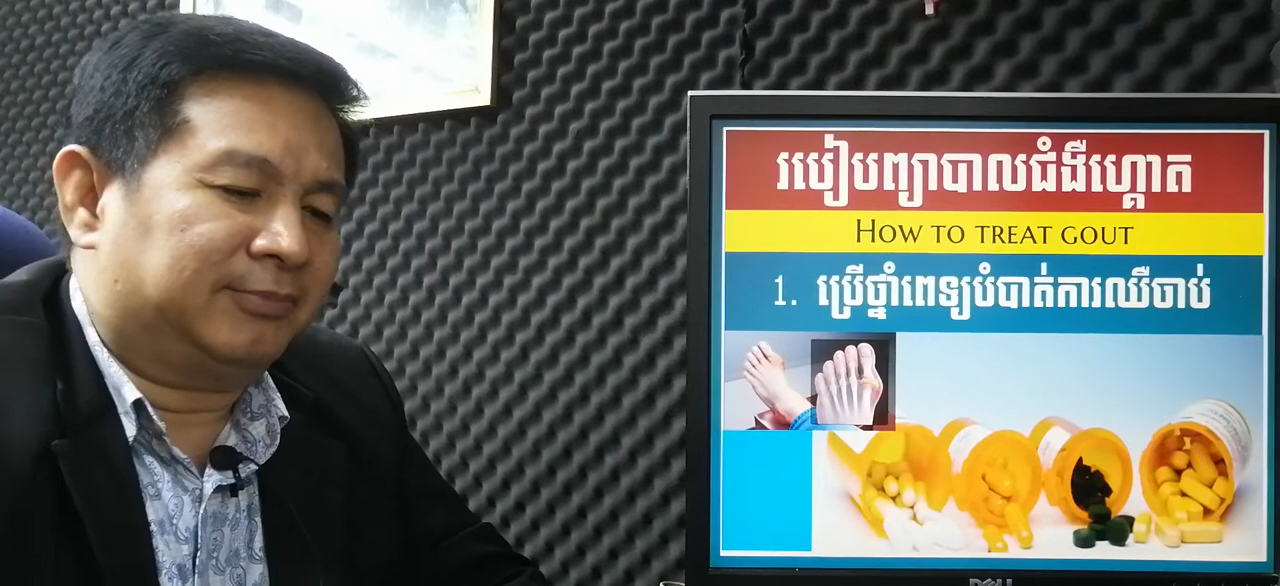 របៀបព្យាបាលជំងឺហ្គោត
HOW TO TREAT GOUT
1. ប្រើថ្នាំពេទ្យបំបាត់ការឈឺចាប់
DELL